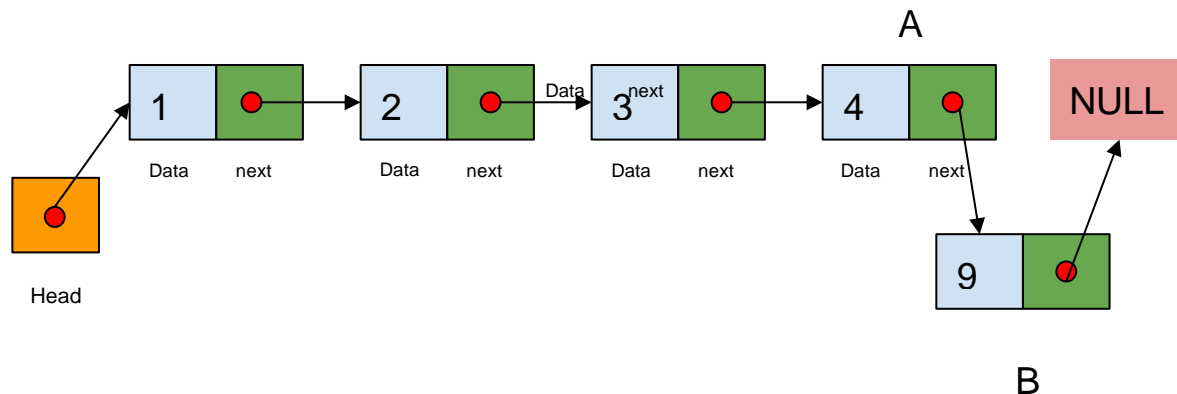 A
Data next
1 2 3 4 NULL
Data next Data next Data next Data next
9
Head
B